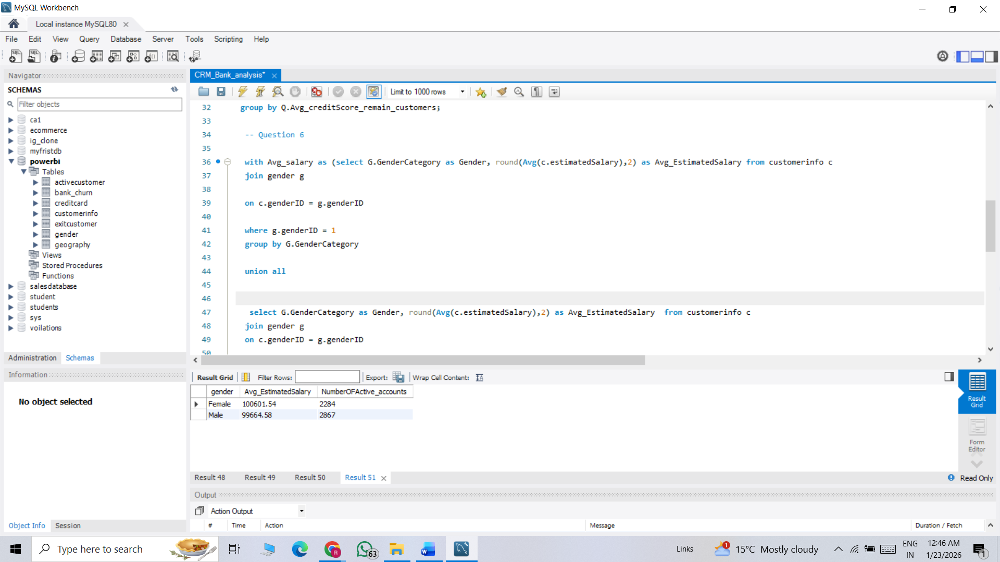 MySQL Workbench
Local instance MySQL80
File Edit View Query Database Server Tools Scripting Help
Navigator
SCHEMAS
Filter objects
ca1
ecommerce
ig_clone
myfristdb
powerbi
Tables
activecustomer
bank_churn
creditcard
customerinfo
exitcustomer
gender
geography
Views
Stored Procedures
Functions
salesdatabase
student
students
sys
voilations
Administration Schemas
Information
No object selected
Object Info Session
CRM_Bank_analysis*
Limit to 1000 rows
32 group by Q.Avg_creditScore_remain_customers;
33
34 -- Question 6
35
36 with Avg_salary as (select G.GenderCategory as Gender, round(Avg(c.estimatedSalary),2) as Avg_EstimatedSalary from customerinfo c
37 join gender g
38
39 on c.genderID = g.genderID
40
41 where g.genderID = 1
42 group by G.GenderCategory
43
44 union all
45
46
47 select G.GenderCategory as Gender, round(Avg(c.estimatedSalary),2) as Avg_EstimatedSalary  from customerinfo c
48 join gender g
49 on c.genderID = g.genderID
50
Result Grid Filter Rows: Export: Wrap Cell Content:
gender Avg_EstimatedSalary NumberOFActive_accounts
Female 100601.54 2284
Male 99664.58 2867
Result Grid
Form Editor
Result 48 Result 49 Result 50 Result 51
Read Only
Output
Action Output
# Time Action Message Duration / Fetch
Type here to search
63
Links
1
15°C Mostly cloudy
ENG
IN
12:46 AM
1/23/2026
1